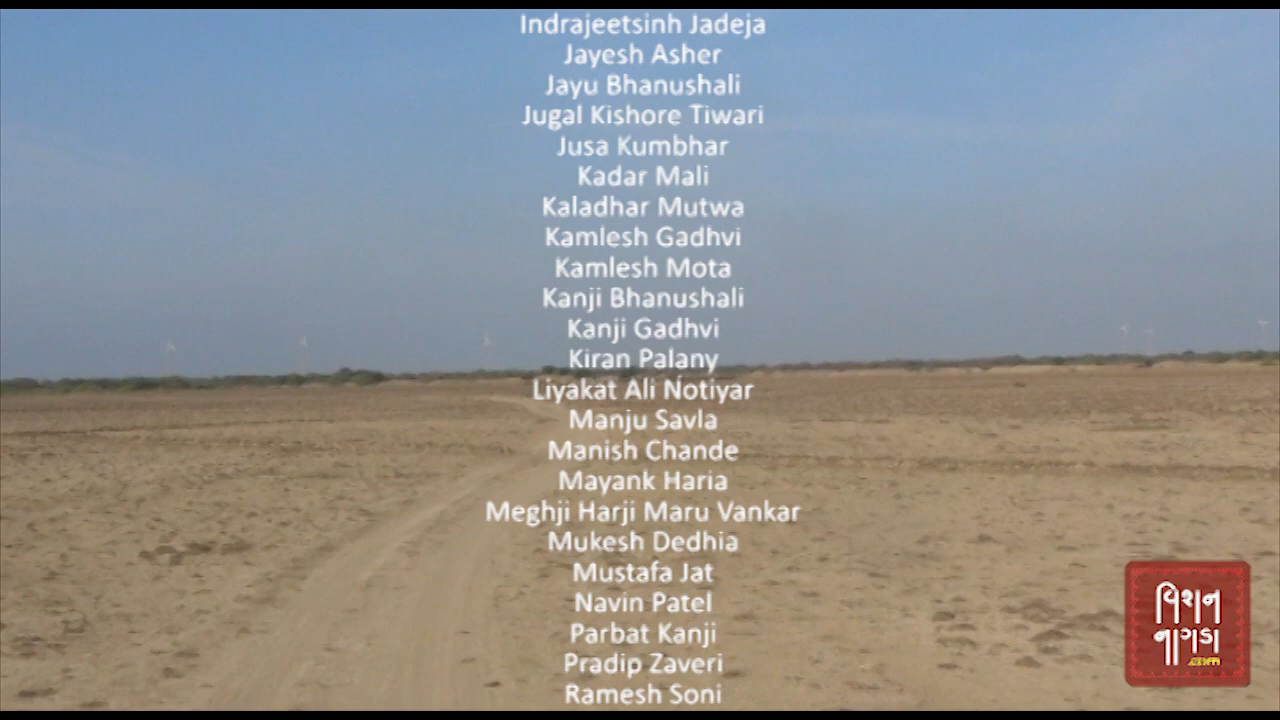 Indrajeetsinh Jadeja
Jayesh Asher
Jayu Bhanushali
Jugal Kishore Tiwari
Jusa Kumbhar
Kadar Mali
Kaladhar Mutwa
Kamlesh Gadhvi
Kamlesh Mota
Kanji Bhanushali
Kanji Gadhvi
Kiran Palany
Liyakat Ali Notiyar
Manju Savla
Manish Chande
Mayank Haria
Meghji Harji Maru Vankar
Mukesh Dedhia
Mustafa Jat
Navin Patel
Parbat Kanji
Pradip Zaveri
Ramesh Soni
વિશન
નાગડા